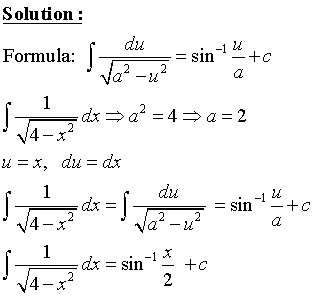 Solution :
Formula: ∫ du/√(a² − u²) = sin⁻¹ u/a + c
∫ 1/√(4 − x²) dx ⇒ a² = 4 ⇒ a = 2
u = x, du = dx
∫ 1/√(4 − x²) dx = ∫ du/√(a² − u²) = sin⁻¹ u/a + c
∫ 1/√(4 − x²) dx = sin⁻¹ x/2 + c